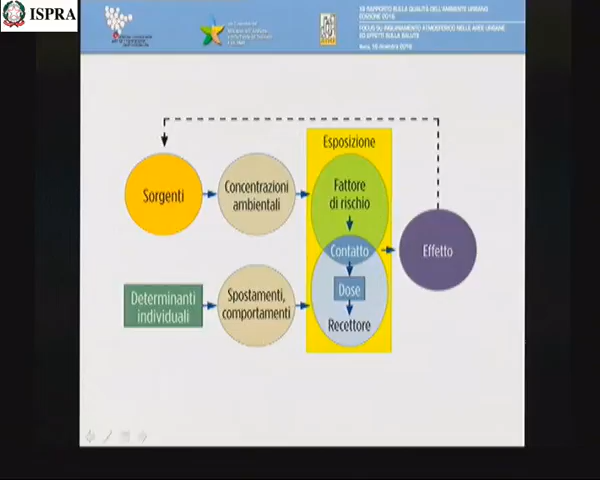 ISPRA
XII RAPPORTO SULLA QUALITÀ DELL'AMBIENTE URBANO
EDIZIONE 2016
FOCUS SU INQUINAMENTO ATMOSFERICO NELLE AREE URBANE
ED EFFETTI SULLA SALUTE
Roma, 16 dicembre 2016
Esposizione
Sorgenti
Concentrazioni
ambientali
Fattore
di rischio
Contatto
Effetto
Determinanti
individuali
Spostamenti,
comportamenti
Dose
Recettore